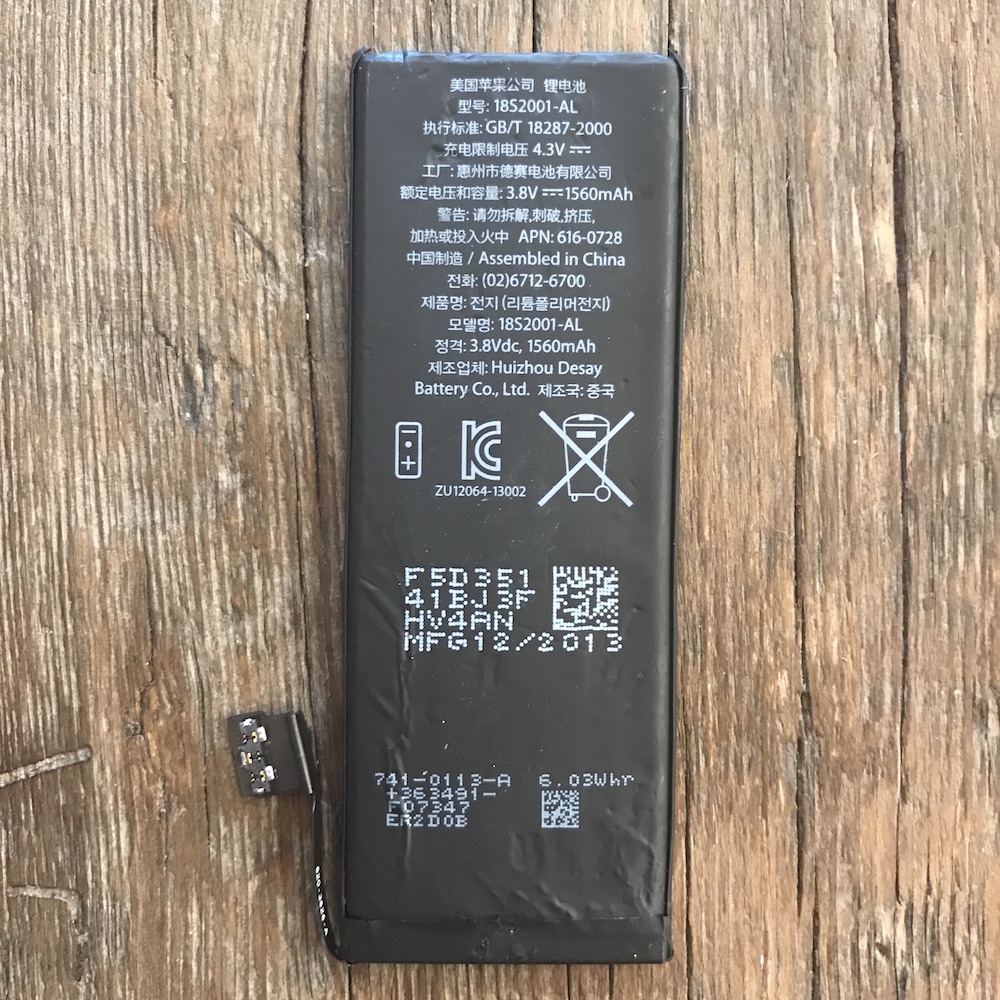 美国苹果公司 锂电池
型号: 18S2001-AL
执行标准: GB/T 18287-2000
充电限制电压 4.3V ⎓
工厂: 惠州市德赛电池有限公司
额定电压和容量: 3.8V ⎓1560mAh
警告: 请勿拆解,刺破,挤压,
加热或投入火中 APN: 616-0728
中国制造 / Assembled in China
전화: (02)6712-6700
제품명: 전지 (리튬폴리머전지)
모델명: 18S2001-AL
정격: 3.8Vdc, 1560mAh
제조업체: Huizhou Desay
Battery Co., Ltd. 제조국: 중국
ZU12064-13002
F5D351
41BJ3F
HV4AN
MFG12/2013
741-0113-A 6.03Whr
+363491-
FD7347
ER2D0B